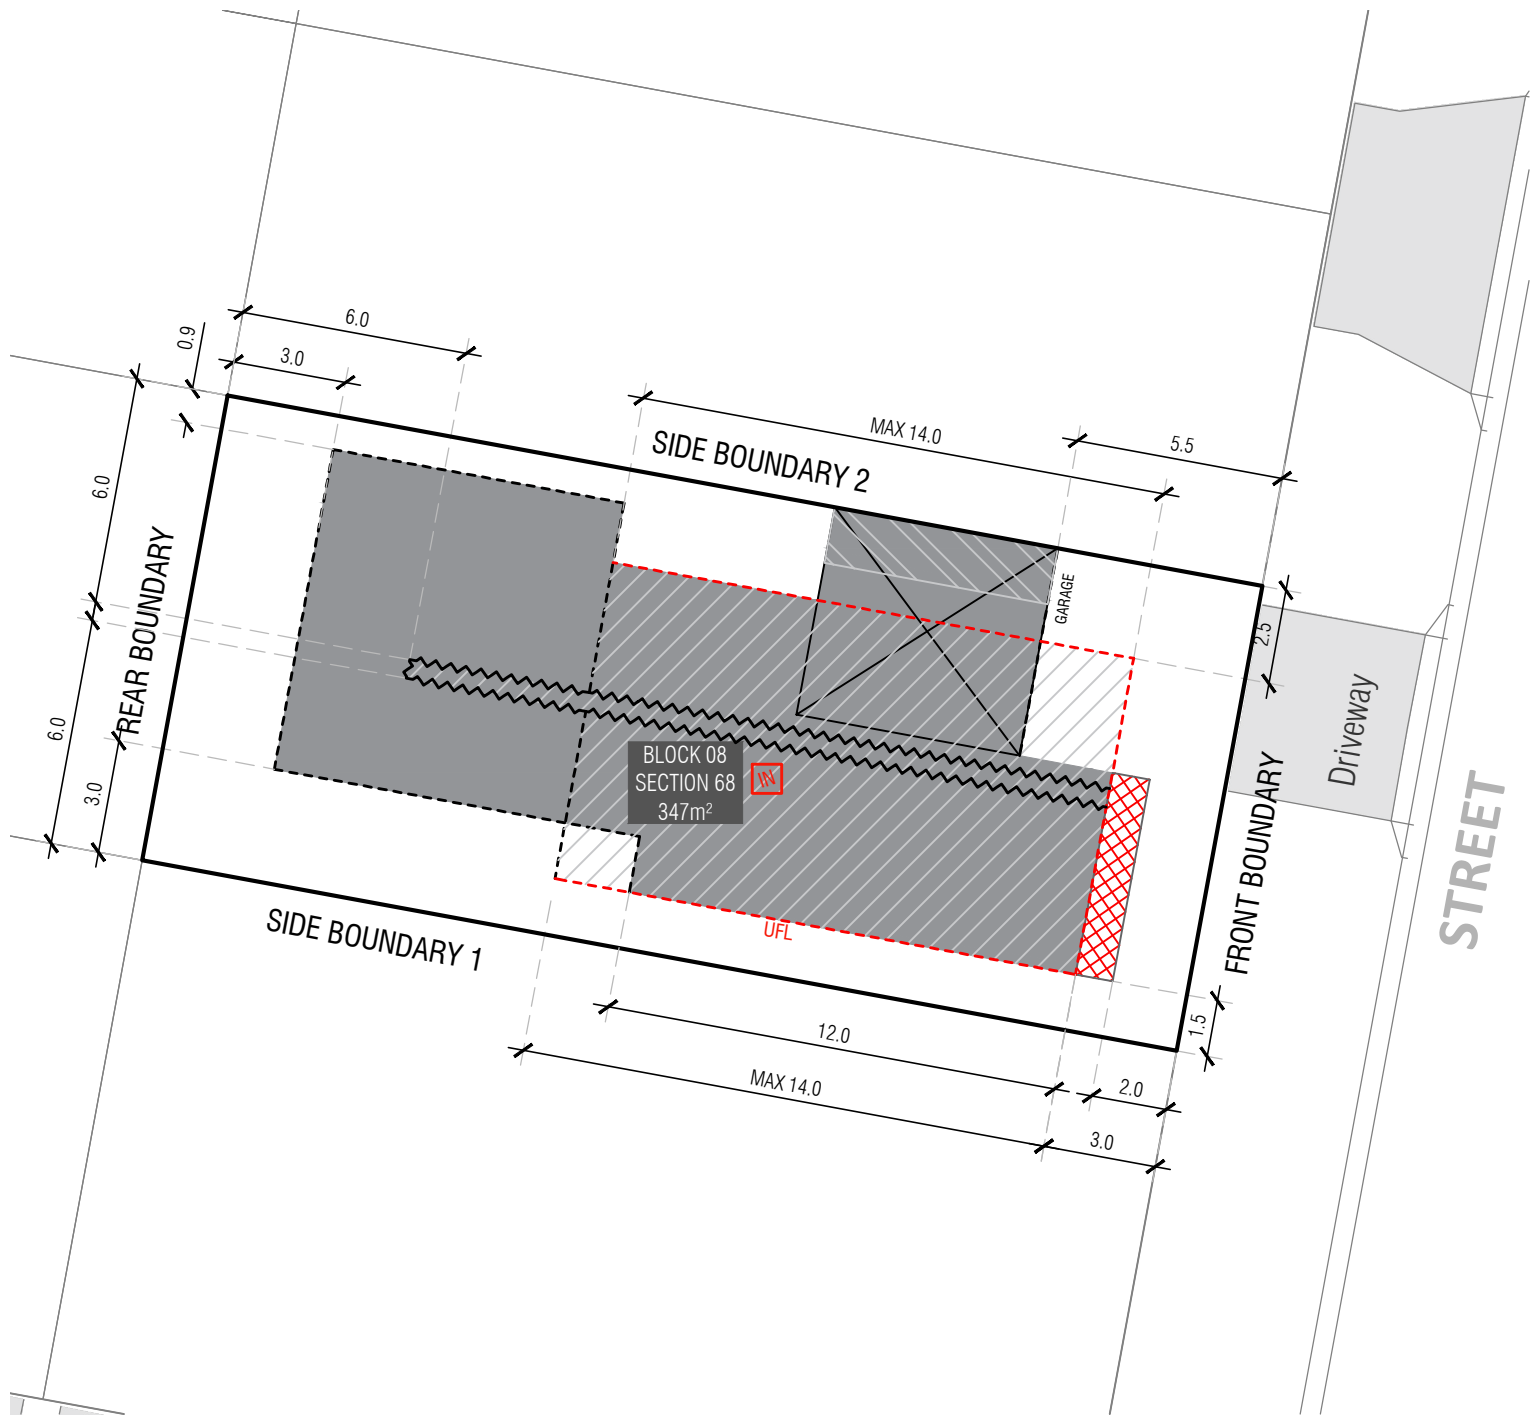 6.0
0.9
3.0
MAX 14.0
5.5
SIDE BOUNDARY 2
6.0
REAR BOUNDARY
GARAGE
2.5
Driveway
6.0
3.0
BLOCK 08
SECTION 68
347m²
IN
STREET
FRONT BOUNDARY
UFL
SIDE BOUNDARY 1
1.5
12.0
MAX 14.0
2.0
3.0